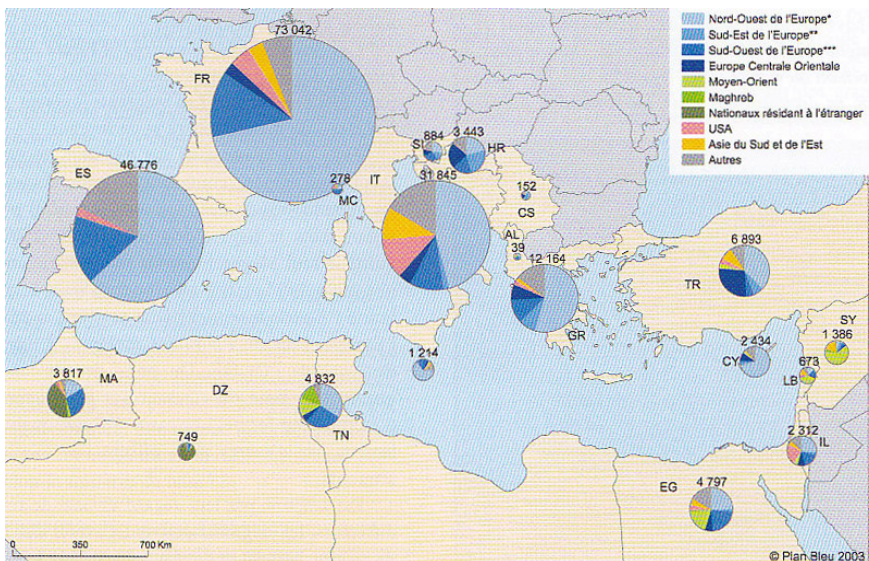 73 042
FR
Nord-Ouest de l'Europe*
Sud-Est de l'Europe**
Sud-Ouest de l'Europe***
Europe Centrale Orientale
Moyen-Orient
Maghreb
Nationaux résidant à l'étranger
USA
Asie du Sud et de l'Est
Autres
ES
46 776
278
MC
IT
31 845
SI
884
3 443
HR
152
CS
AL
39
12 164
GR
6 893
TR
SY
1 386
2 434
CY
673
LB
1 214
3 817
MA
DZ
749
4 832
TN
2 312
IL
EG
4 797
0 350 700 Km
© Plan Bleu 2003